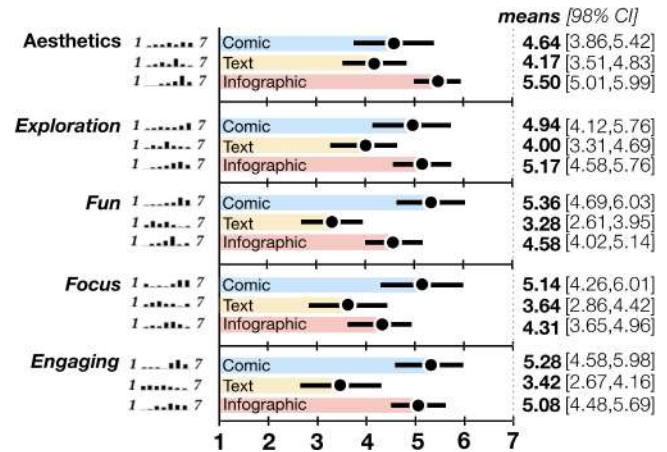 means [98% CI]
Aesthetics 1 7 Comic 4.64 [3.86,5.42]
1 7 Text 4.17 [3.51,4.83]
1 7 Infographic 5.50 [5.01,5.99]
Exploration 1 7 Comic 4.94 [4.12,5.76]
1 7 Text 4.00 [3.31,4.69]
1 7 Infographic 5.17 [4.58,5.76]
Fun 1 7 Comic 5.36 [4.69,6.03]
1 7 Text 3.28 [2.61,3.95]
1 7 Infographic 4.58 [4.02,5.14]
Focus 1 7 Comic 5.14 [4.26,6.01]
1 7 Text 3.64 [2.86,4.42]
1 7 Infographic 4.31 [3.65,4.96]
Engaging 1 7 Comic 5.28 [4.58,5.98]
1 7 Text 3.42 [2.67,4.16]
1 7 Infographic 5.08 [4.48,5.69]
1 2 3 4 5 6 7